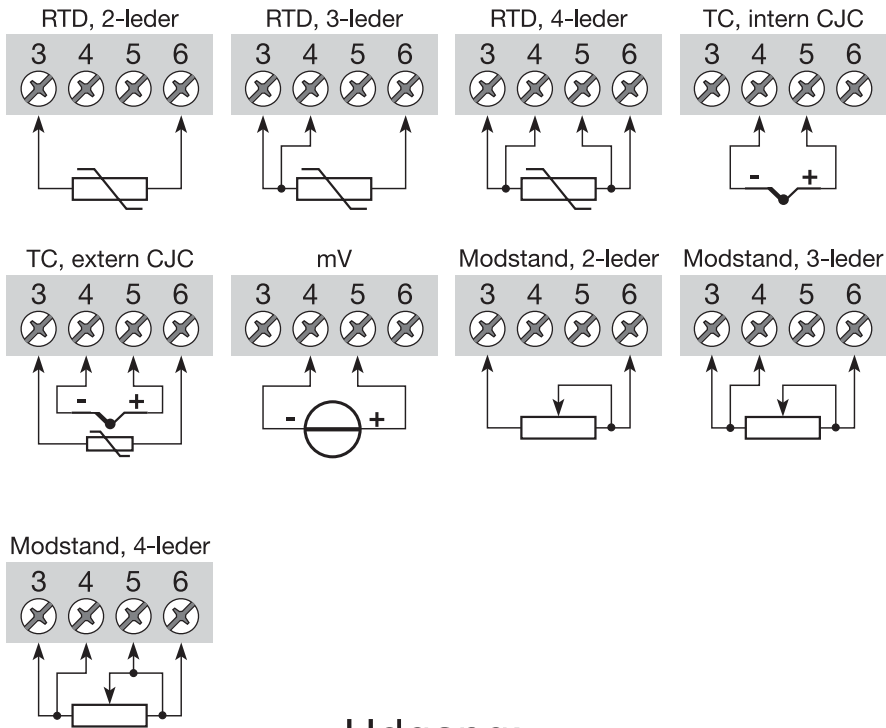 RTD, 2-leder RTD, 3-leder RTD, 4-leder TC, intern CJC
3 4 5 6 3 4 5 6 3 4 5 6 3 4 5 6
- +
TC, extern CJC mV Modstand, 2-leder Modstand, 3-leder
3 4 5 6 3 4 5 6 3 4 5 6 3 4 5 6
- + - +
Modstand, 4-leder
3 4 5 6